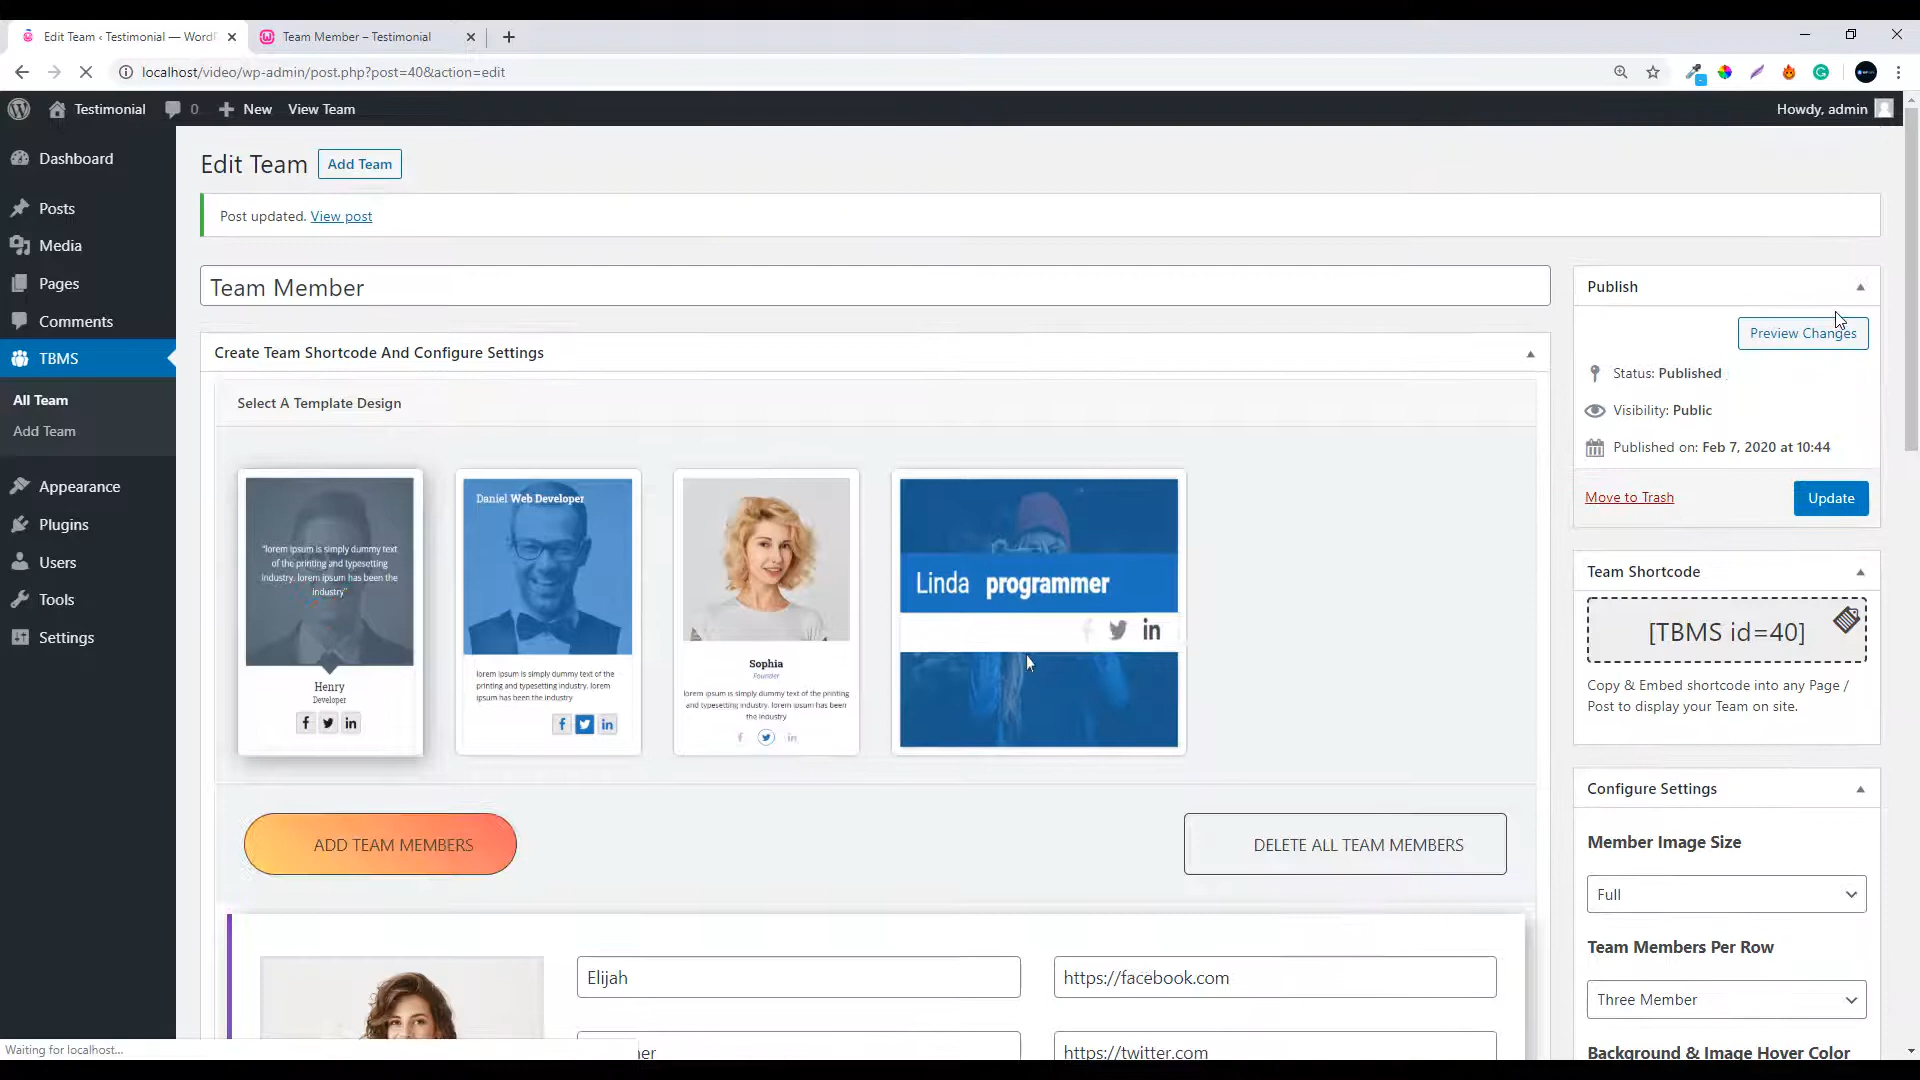 Edit Team ‹ Testimonial — WordP
Team Member – Testimonial
localhost/video/wp-admin/post.php?post=40&action=edit
Testimonial
0
New
View Team
Howdy, admin
Dashboard
Posts
Media
Pages
Comments
TBMS
All Team
Add Team
Appearance
Plugins
Users
Tools
Settings
Edit Team
Add Team
Post updated. View post
Team Member
Create Team Shortcode And Configure Settings
Select A Template Design
"lorem ipsum is simply dummy text
of the printing and typesetting
industry. lorem ipsum has been the
industry"
Henry
Developer
Daniel Web Developer
lorem ipsum is simply dummy text of the
printing and typesetting industry. lorem
ipsum has been the industry
Sophia
Founder
lorem ipsum is simply dummy text of the printing
and typesetting industry. lorem ipsum has been
the industry
Linda programmer
ADD TEAM MEMBERS
DELETE ALL TEAM MEMBERS
Elijah
https://facebook.com
ner
https://twitter.com
Publish
Preview Changes
Status: Published
Visibility: Public
Published on: Feb 7, 2020 at 10:44
Move to Trash
Update
Team Shortcode
[TBMS id=40]
Copy & Embed shortcode into any Page /
Post to display your Team on site.
Configure Settings
Member Image Size
Full
Team Members Per Row
Three Member
Background & Image Hover Color
Waiting for localhost...